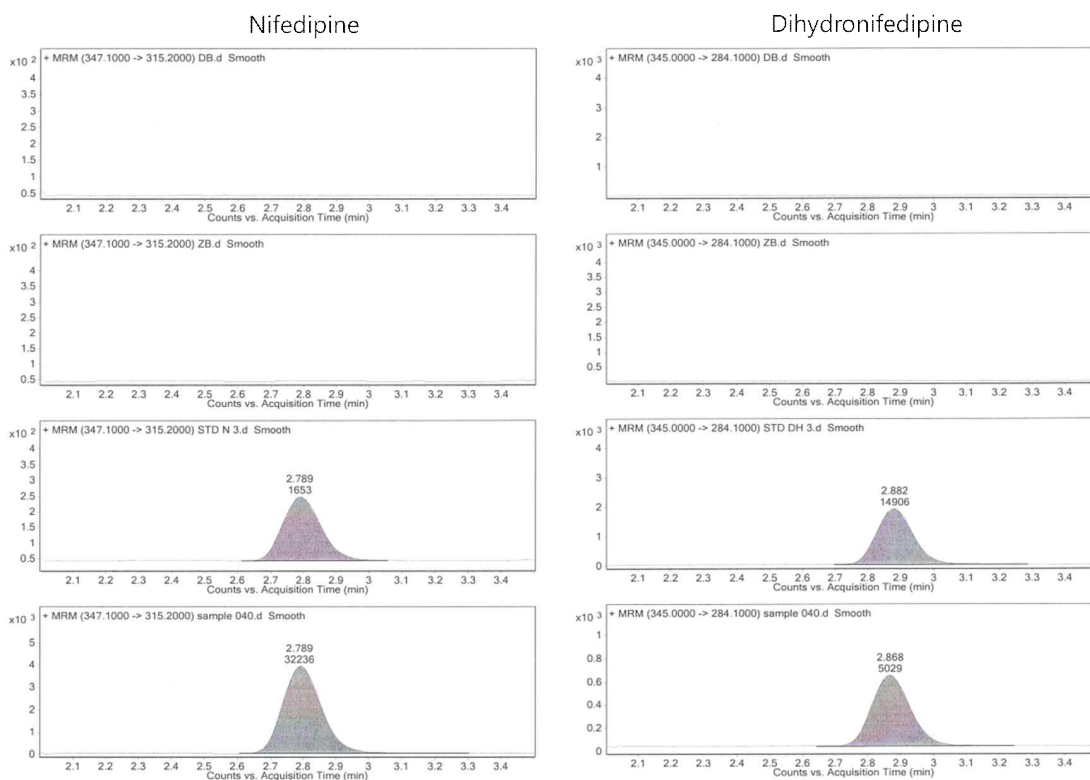 Nifedipine
+ MRM (347.1000 -> 315.2000) DB.d Smooth
x10 2
4
3.5
3
2.5
2
1.5
1
0.5
2.1 2.2 2.3 2.4 2.5 2.6 2.7 2.8 2.9 3 3.1 3.2 3.3 3.4
Counts vs. Acquisition Time (min)
+ MRM (347.1000 -> 315.2000) ZB.d Smooth
x10 2
4
3.5
3
2.5
2
1.5
1
0.5
2.1 2.2 2.3 2.4 2.5 2.6 2.7 2.8 2.9 3 3.1 3.2 3.3 3.4
Counts vs. Acquisition Time (min)
+ MRM (347.1000 -> 315.2000) STD N 3.d Smooth
x10 2
4
3.5
3
2.5
2
1.5
1
0.5
2.789
1653
2.1 2.2 2.3 2.4 2.5 2.6 2.7 2.8 2.9 3 3.1 3.2 3.3 3.4
Counts vs. Acquisition Time (min)
+ MRM (347.1000 -> 315.2000) sample 040.d Smooth
x10 3
5
4
3
2
1
0
2.789
32236
2.1 2.2 2.3 2.4 2.5 2.6 2.7 2.8 2.9 3 3.1 3.2 3.3 3.4
Counts vs. Acquisition Time (min)
Dihydronifedipine
+ MRM (345.0000 -> 284.1000) DB.d Smooth
x10 3
4
3
2
1
2.1 2.2 2.3 2.4 2.5 2.6 2.7 2.8 2.9 3 3.1 3.2 3.3 3.4
Counts vs. Acquisition Time (min)
+ MRM (345.0000 -> 284.1000) ZB.d Smooth
x10 3
4
3.5
3
2.5
2
1.5
1
0.5
2.1 2.2 2.3 2.4 2.5 2.6 2.7 2.8 2.9 3 3.1 3.2 3.3 3.4
Counts vs. Acquisition Time (min)
+ MRM (345.0000 -> 284.1000) STD DH 3.d Smooth
x10 3
4
3
2
1
0
2.882
14906
2.1 2.2 2.3 2.4 2.5 2.6 2.7 2.8 2.9 3 3.1 3.2 3.3 3.4
Counts vs. Acquisition Time (min)
+ MRM (345.0000 -> 284.1000) sample 040.d Smooth
x10 3
1
0.8
0.6
0.4
0.2
0
2.868
5029
2.1 2.2 2.3 2.4 2.5 2.6 2.7 2.8 2.9 3 3.1 3.2 3.3 3.4
Counts vs. Acquisition Time (min)